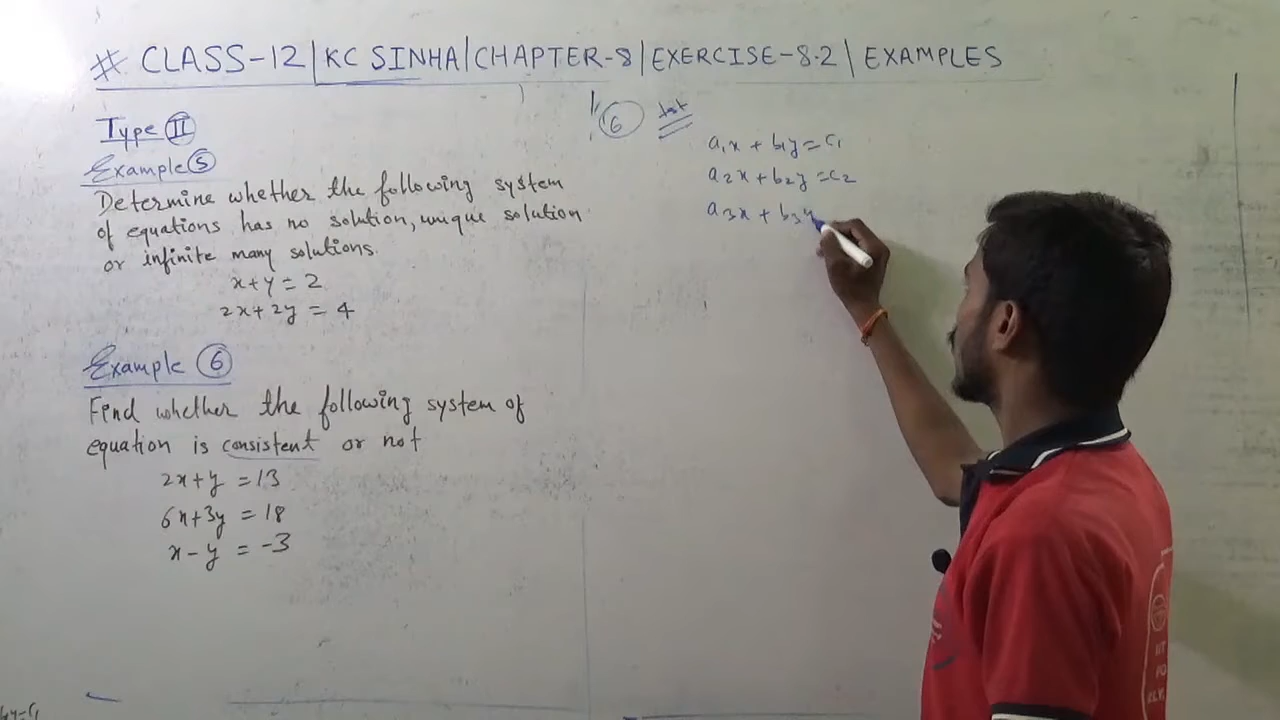 # CLASS-12 | KC SINHA | CHAPTER-8 | EXERCISE-8.2 \ EXAMPLES
Type II
Example 5
Determine whether the following system
of equations has no solution, unique solution
or infinite many solutions.
x+y = 2
2x+2y = 4
Example 6
Find whether the following system of
equation is consistent or not
2x+y = 13
6x+3y = 18
x-y = -3
6
a₁x + b₁y = c₁
a₂x + b₂y = c₂
a₃x + b₃y